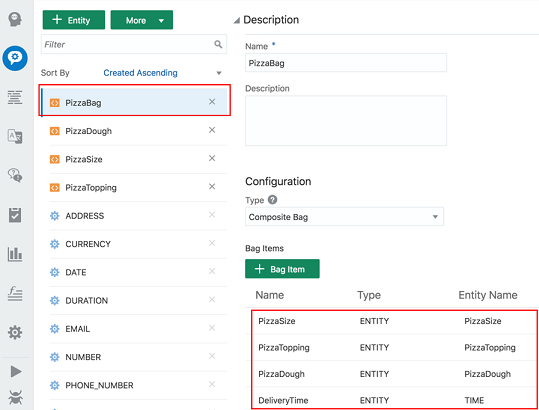 + Entity
More
Filter
Sort By
Created Ascending
PizzaBag
PizzaDough
PizzaSize
PizzaTopping
ADDRESS
CURRENCY
DATE
DURATION
EMAIL
NUMBER
PHONE_NUMBER
Description
Name *
PizzaBag
Description
Configuration
Type ?
Composite Bag
Bag Items
+ Bag Item
Name Type Entity Name
PizzaSize ENTITY PizzaSize
PizzaTopping ENTITY PizzaTopping
PizzaDough ENTITY PizzaDough
DeliveryTime ENTITY TIME